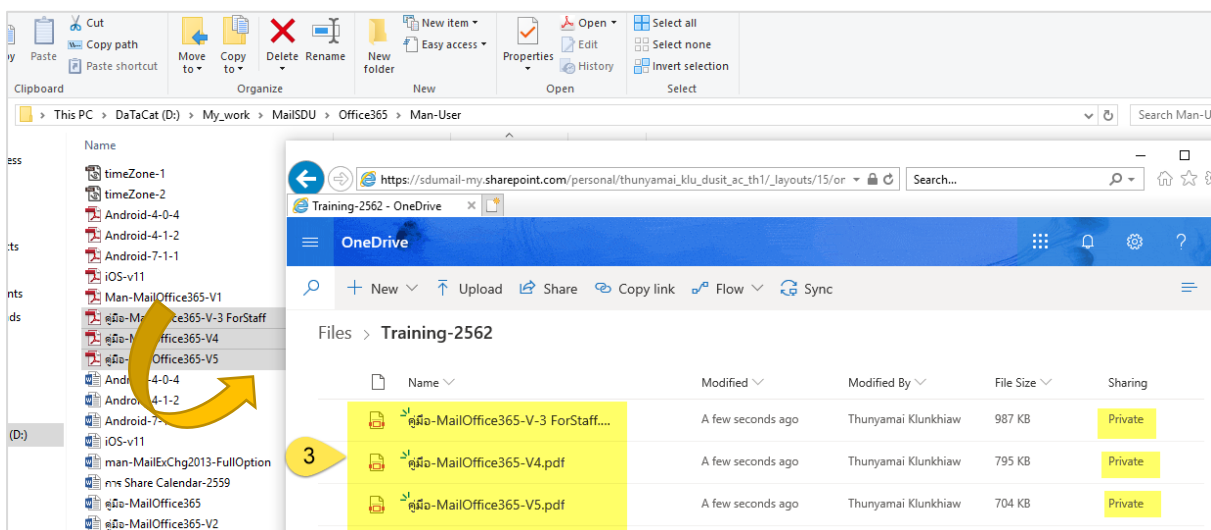 Cut
Copy path
Paste
Paste shortcut
Move to
Copy to
Delete
Rename
New folder
New item
Easy access
Properties
Open
Edit
History
Select all
Select none
Invert selection
Clipboard
Organize
New
Open
Select
This PC > DaTaCat (D:) > My_work > MailSDU > Office365 > Man-User
Search Man-U
Name
timeZone-1
timeZone-2
Android-4-0-4
Android-4-1-2
Android-7-1-1
iOS-v11
Man-MailOffice365-V1
คู่มือ-Ma ice365-V-3 ForStaff
คู่มือ-M ffice365-V4
คู่มือ- Office365-V5
Andr -4-0-4
Andro 4-1-2
Android-7-
iOS-v11
man-MailExChg2013-FullOption
การ Share Calendar-2559
คู่มือ-MailOffice365
คู่มือ-MailOffice365-V2
(D:)
https://sdumail-my.sharepoint.com/personal/thunyamai_klu_dusit_ac_th1/_layouts/15/or
Search...
Training-2562 - OneDrive
OneDrive
?
New
Upload
Share
Copy link
Flow
Sync
Files > Training-2562
Name Modified Modified By File Size Sharing
คู่มือ-MailOffice365-V-3 ForStaff.... A few seconds ago Thunyamai Klunkhiaw 987 KB Private
3
คู่มือ-MailOffice365-V4.pdf A few seconds ago Thunyamai Klunkhiaw 795 KB Private
คู่มือ-MailOffice365-V5.pdf A few seconds ago Thunyamai Klunkhiaw 704 KB Private